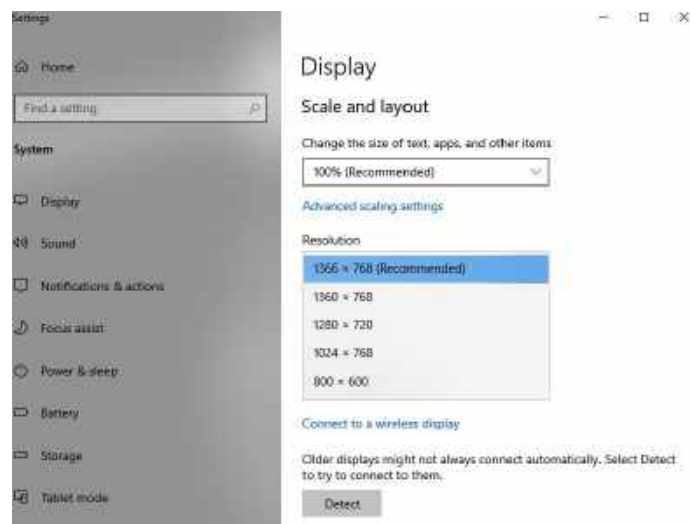 Settings
Home
Find a setting
System
Display
Sound
Notifications & actions
Focus assist
Power & sleep
Battery
Storage
Tablet mode
Display
Scale and layout
Change the size of text, apps, and other items
100% (Recommended)
Advanced scaling settings
Resolution
1366 × 768 (Recommended)
1360 × 768
1280 × 720
1024 × 768
800 × 600
Connect to a wireless display
Older displays might not always connect automatically. Select Detect
to try to connect to them.
Detect